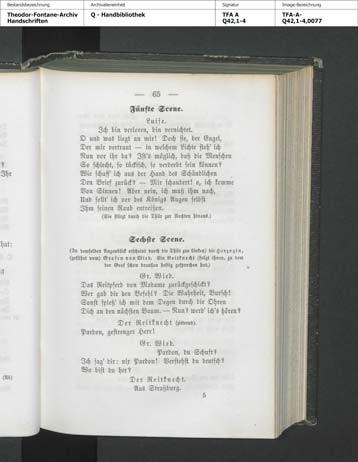 Bestandsbezeichnung
Theodor-Fontane-Archiv
Handschriften
Archivalieneinheit
Q - Handbibliothek
Signatur
TFA A
Q42,1-4
Image-Bezeichnung
TFA-A-
Q42,1-4,0077
— 65 —
Fünfte Scene.
Luise.
Ich bin verloren, bin vernichtet.
O und was liegt an mir! Doch sie, der Engel,
Der mir vertraut — in welchem Lichte steh' ich
Nun vor ihr da? Ist's möglich, daß die Menschen
So schlecht, so tückisch, so verderbt sein können?
Wie schaff' ich aus der Hand des Schändlichen
Den Brief zurück? — Mir schaudert! o, ich komme
Von Sinnen! Aber nein, ich muß ihm nach,
Und sollt' ich vor des Königs Augen selbst
Ihm seinen Raub entreißen.
(Sie stürzt durch die Thür zur Rechten hinaus.)
Sechste Scene.
(In demselben Augenblick erscheint durch die Thür zur Linken) die Herzogin,
(gefolgt vom) Grafen von Wied. Ein Reitknecht (folgt ihnen, zu dem
der Graf schon draußen heftig gesprochen hat.)
Gr. Wied.
Das Reitpferd von Madame zurückgeschickt?
Wer gab dir den Befehl? Die Wahrheit, Bursch!
Sonst spieß' ich mit dem Degen durch die Ohren
Dich an den nächsten Baum. — Nun? werd' ich's hören?
Der Reitknecht (zitternd).
Pardon, gestrenger Herr!
Gr. Wied.
Pardon, du Schuft?
Ich sag' dir: nix Pardon! Verstehst du deutsch?
Wo bist du her?
Der Reitknecht.
Aus Straßburg.
5